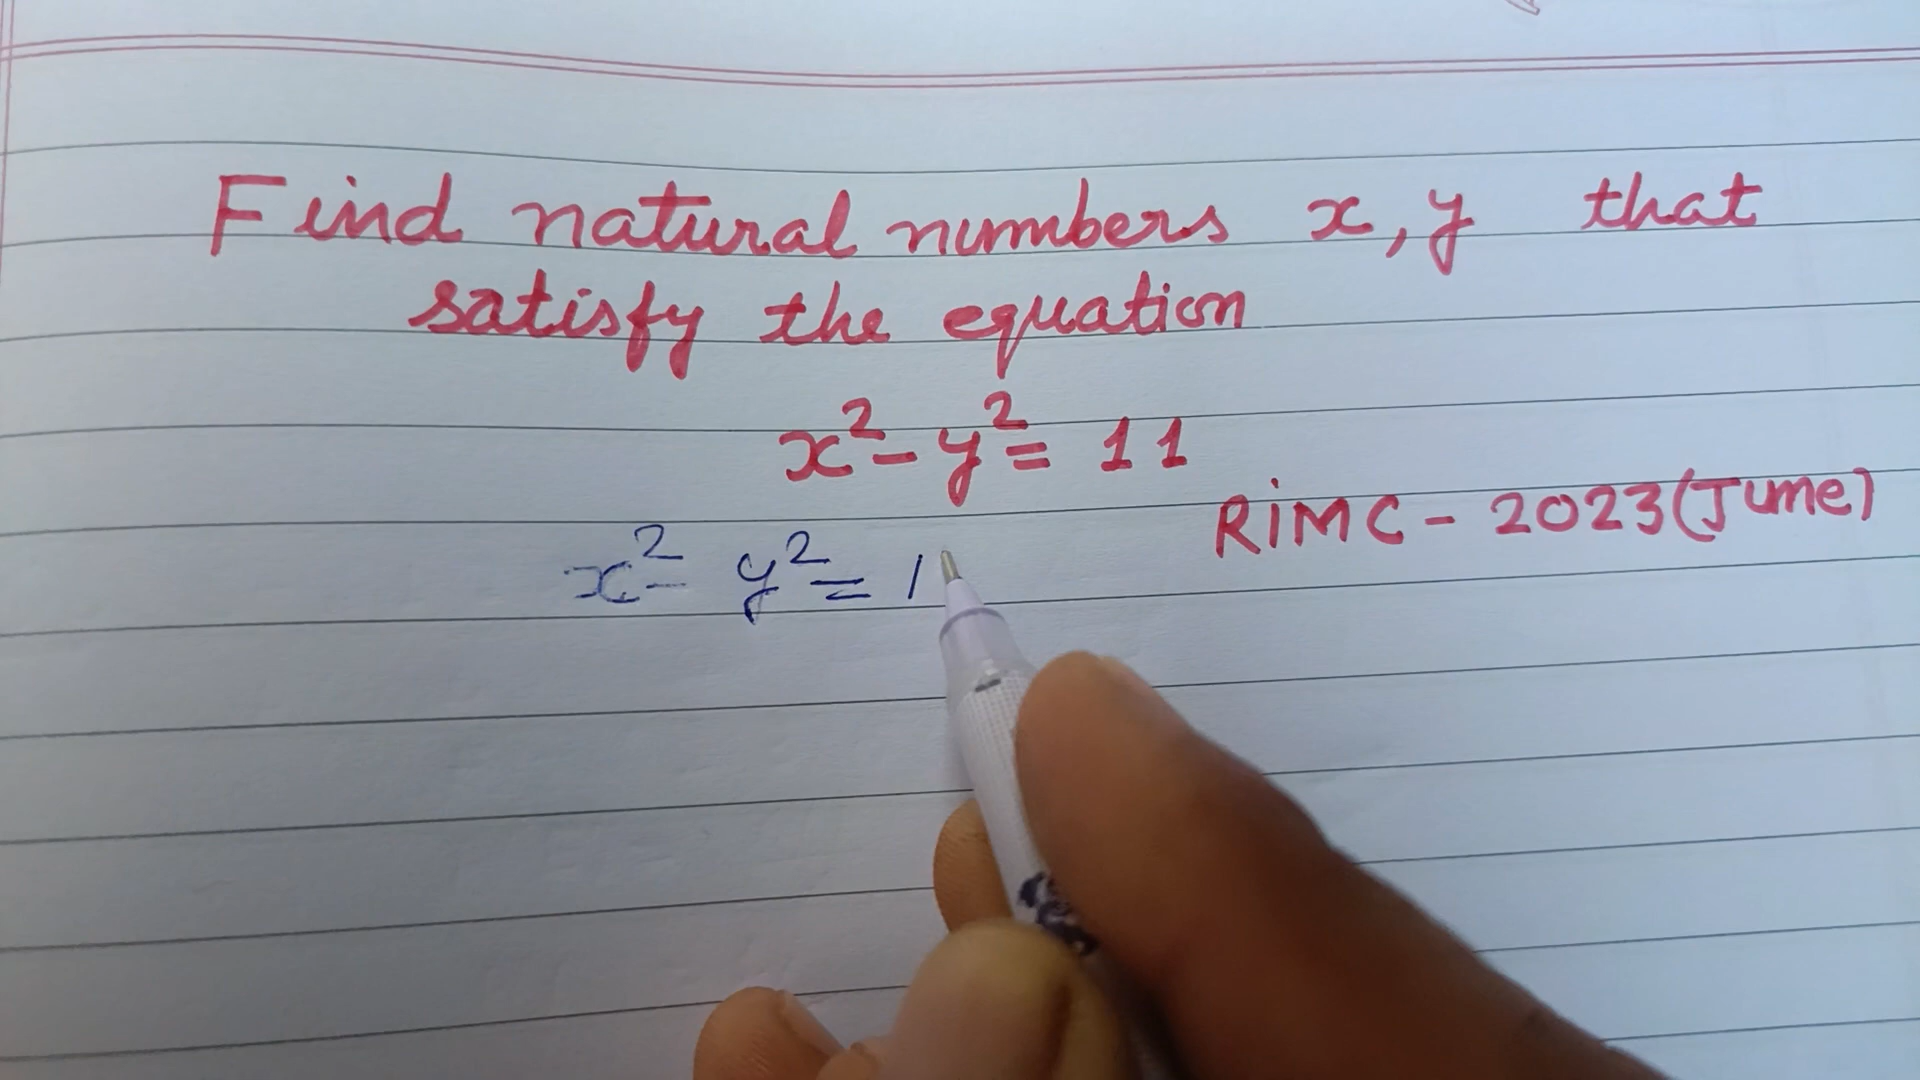 Find natural numbers x, y that
satisfy the equation
x² - y² = 11
RIMC - 2023 (June)
x² - y² = 1